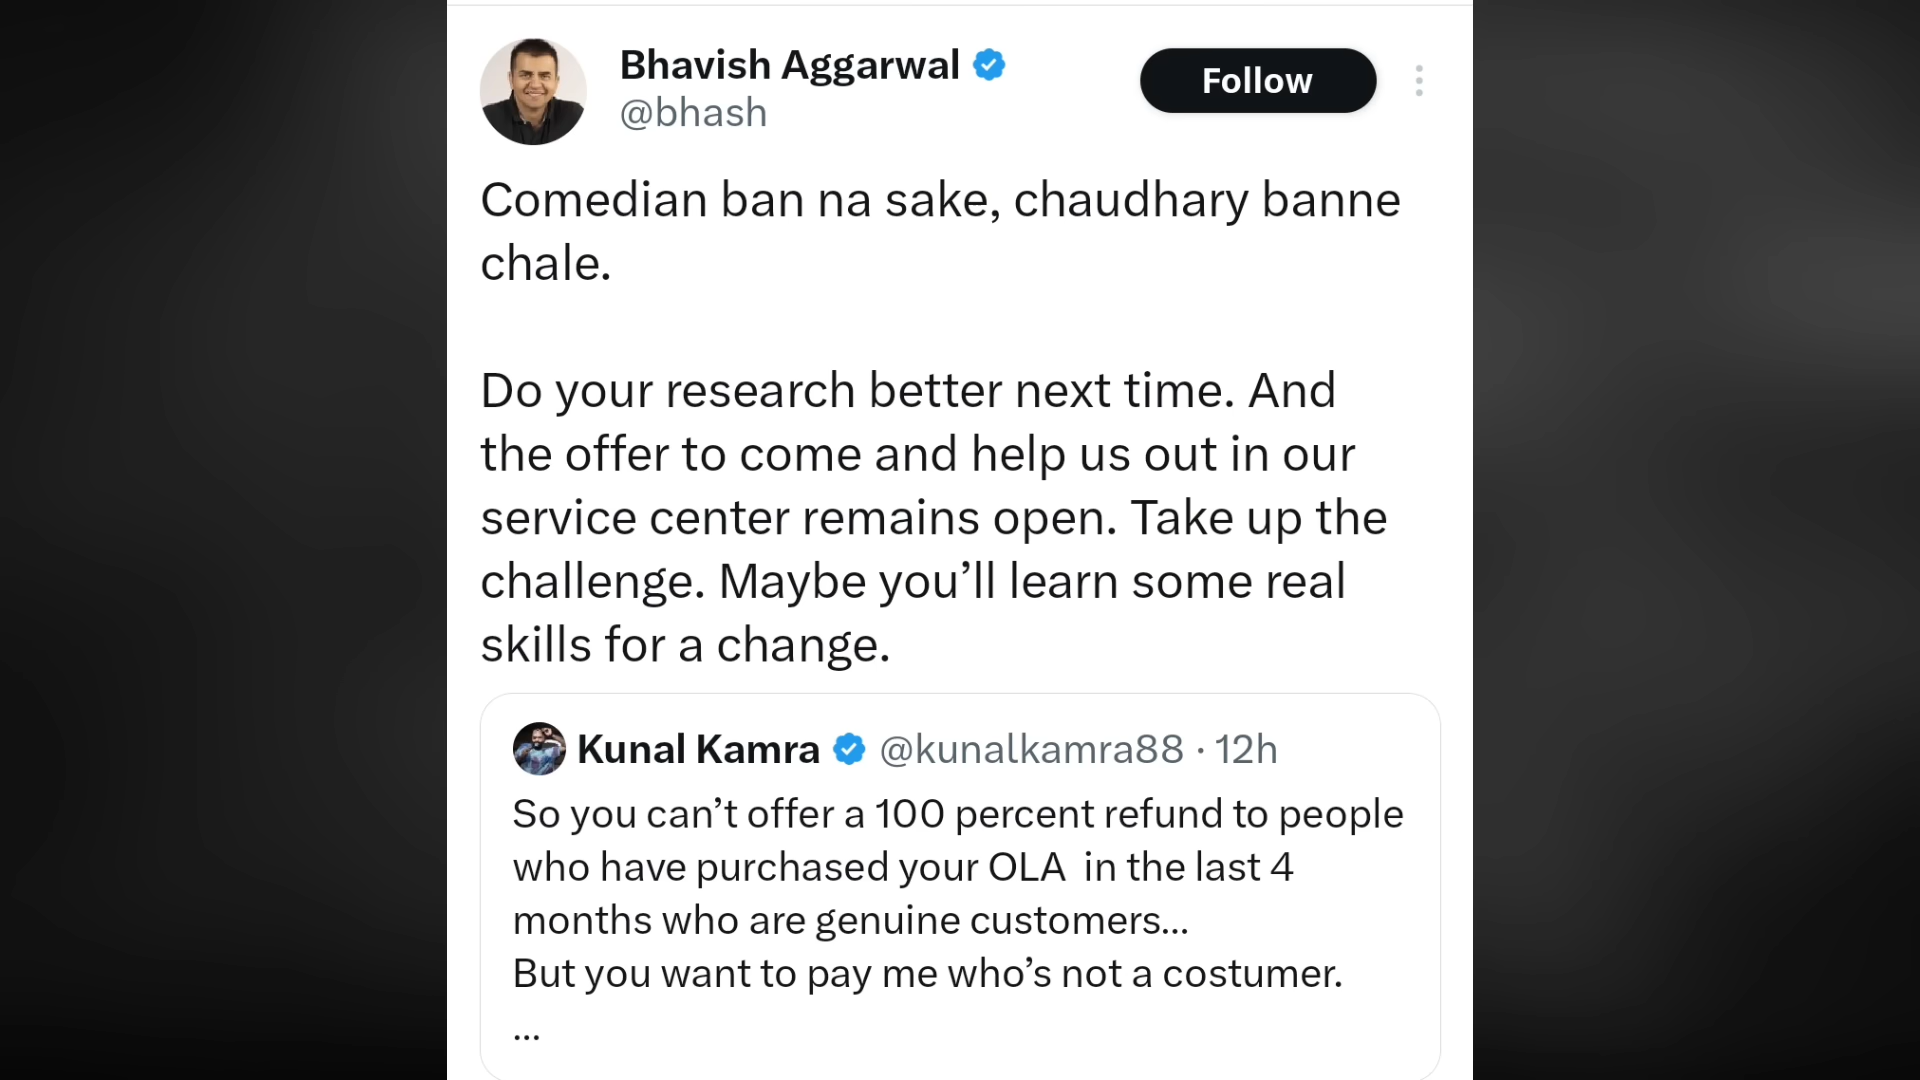 Bhavish Aggarwal
@bhash
Follow
Comedian ban na sake, chaudhary banne
chale.
Do your research better next time. And
the offer to come and help us out in our
service center remains open. Take up the
challenge. Maybe you’ll learn some real
skills for a change.
Kunal Kamra @kunalkamra88 · 12h
So you can’t offer a 100 percent refund to people
who have purchased your OLA  in the last 4
months who are genuine customers...
But you want to pay me who’s not a costumer.
...